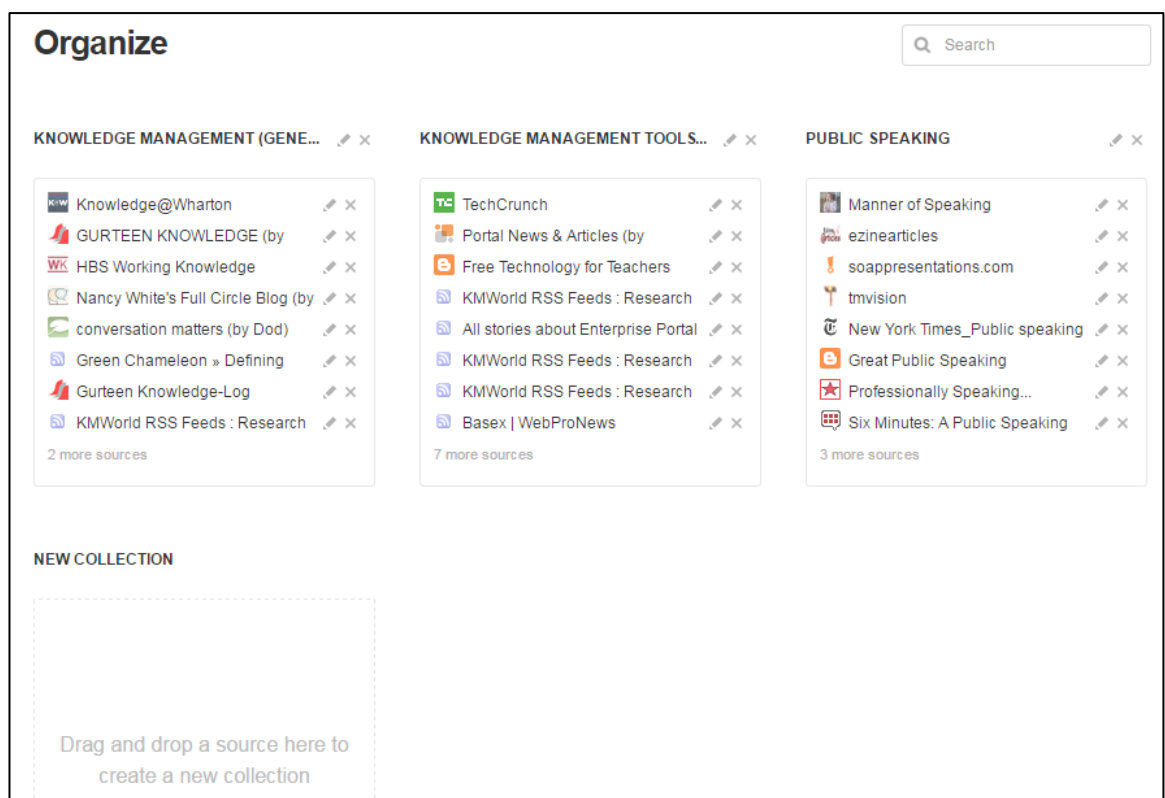 Organize
Search
KNOWLEDGE MANAGEMENT (GENE...
Knowledge@Wharton
GURTEEN KNOWLEDGE (by
HBS Working Knowledge
Nancy White's Full Circle Blog (by
conversation matters (by Dod)
Green Chameleon » Defining
Gurteen Knowledge-Log
KMWorld RSS Feeds : Research
2 more sources
KNOWLEDGE MANAGEMENT TOOLS...
TechCrunch
Portal News & Articles (by
Free Technology for Teachers
KMWorld RSS Feeds : Research
All stories about Enterprise Portal
KMWorld RSS Feeds : Research
KMWorld RSS Feeds : Research
Basex | WebProNews
7 more sources
PUBLIC SPEAKING
Manner of Speaking
ezinearticles
soappresentations.com
tmvision
New York Times_Public speaking
Great Public Speaking
Professionally Speaking...
Six Minutes: A Public Speaking
3 more sources
NEW COLLECTION
Drag and drop a source here to
create a new collection